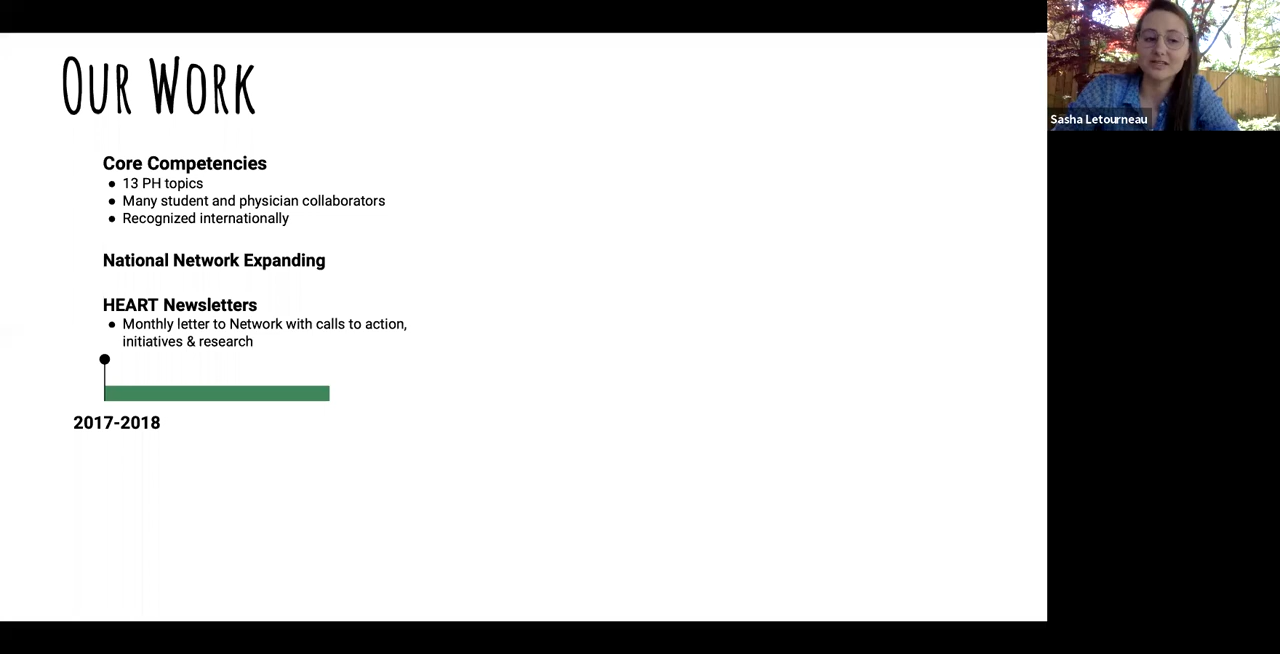 OUR WORK
Core Competencies
● 13 PH topics
● Many student and physician collaborators
● Recognized internationally
National Network Expanding
HEART Newsletters
● Monthly letter to Network with calls to action,
initiatives & research
2017-2018
Sasha Letourneau